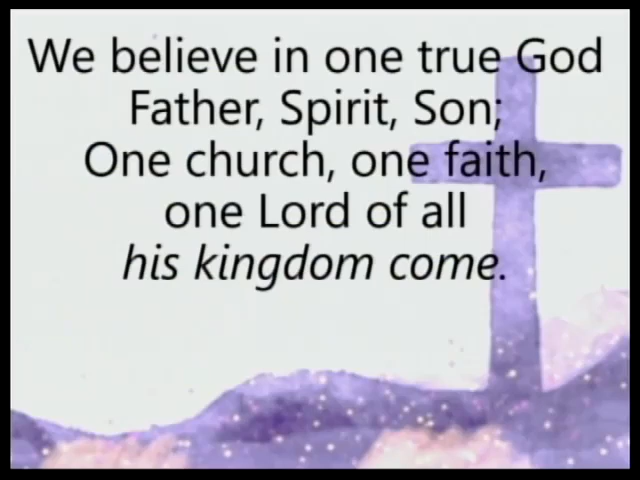 We believe in one true God
Father, Spirit, Son;
One church, one faith,
one Lord of all
his kingdom come.